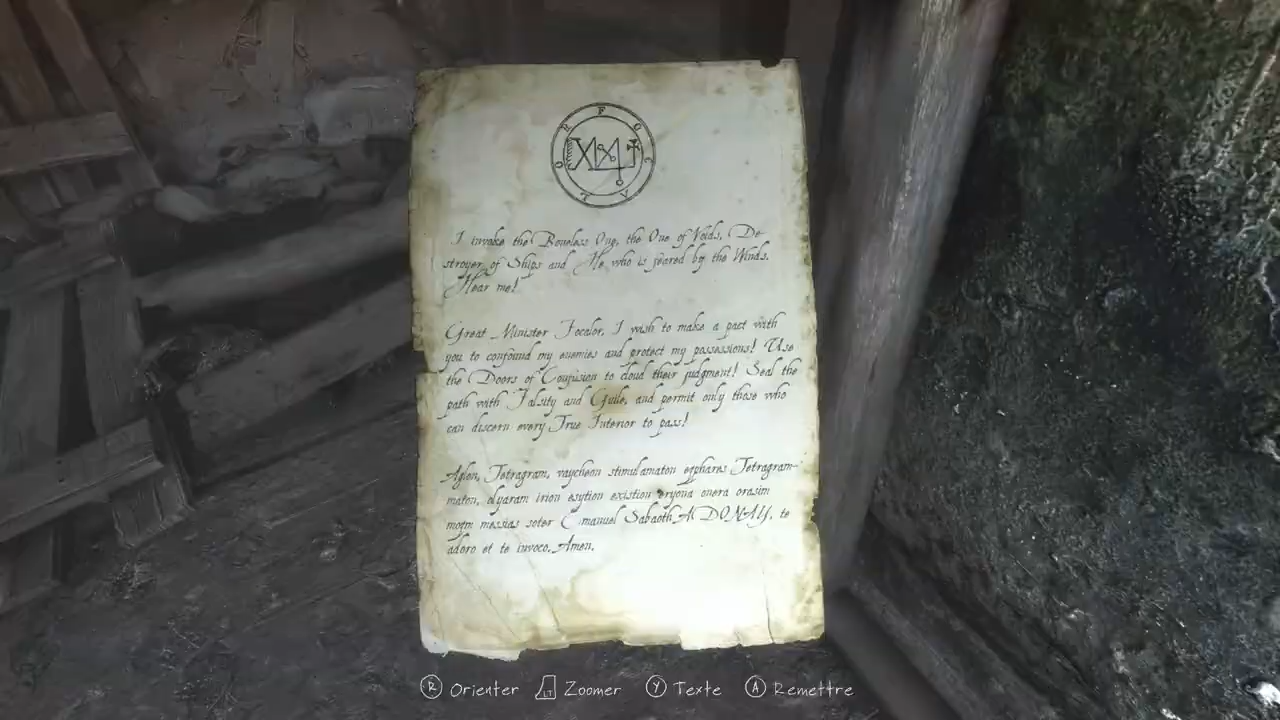 I invoke the Boneless One, the One of Voids, De-
stroyer of Ships and He who is feared by the Winds.
Hear me!
Great Minister Focalor, I wish to make a pact with
you to confound my enemies and protect my possessions! Use
the Doors of Confusion to cloud their judgment! Seal the
path with Falsity and Guile, and permit only those who
can discern every True Interior to pass!
Aglon, Tetragram, vaycheon stimulamaton ezphares Tetragram-
maton, olyaram irion esytion existion eryona onera orasim
mozm messias soter Emanuel Sabaoth ADONAY, te
adoro et te invoco. Amen.
R Orienter LT Zoomer Y Texte A Remettre